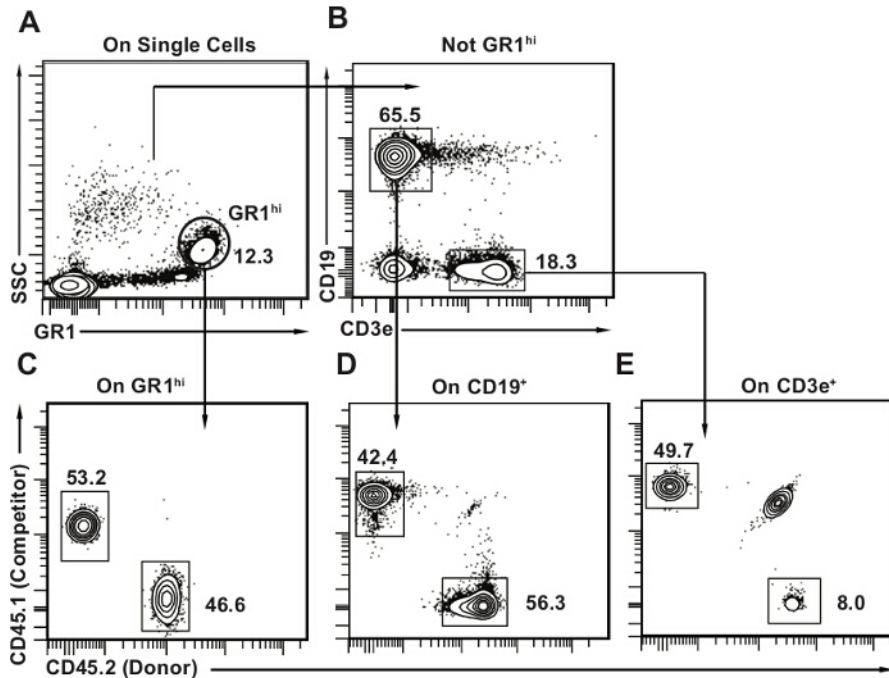 A
On Single Cells
SSC
GR1
GR1hi
12.3
B
Not GR1hi
CD19
CD3e
65.5
18.3
C
On GR1hi
CD45.1 (Competitor)
CD45.2 (Donor)
53.2
46.6
D
On CD19+
42.4
56.3
E
On CD3e+
49.7
8.0